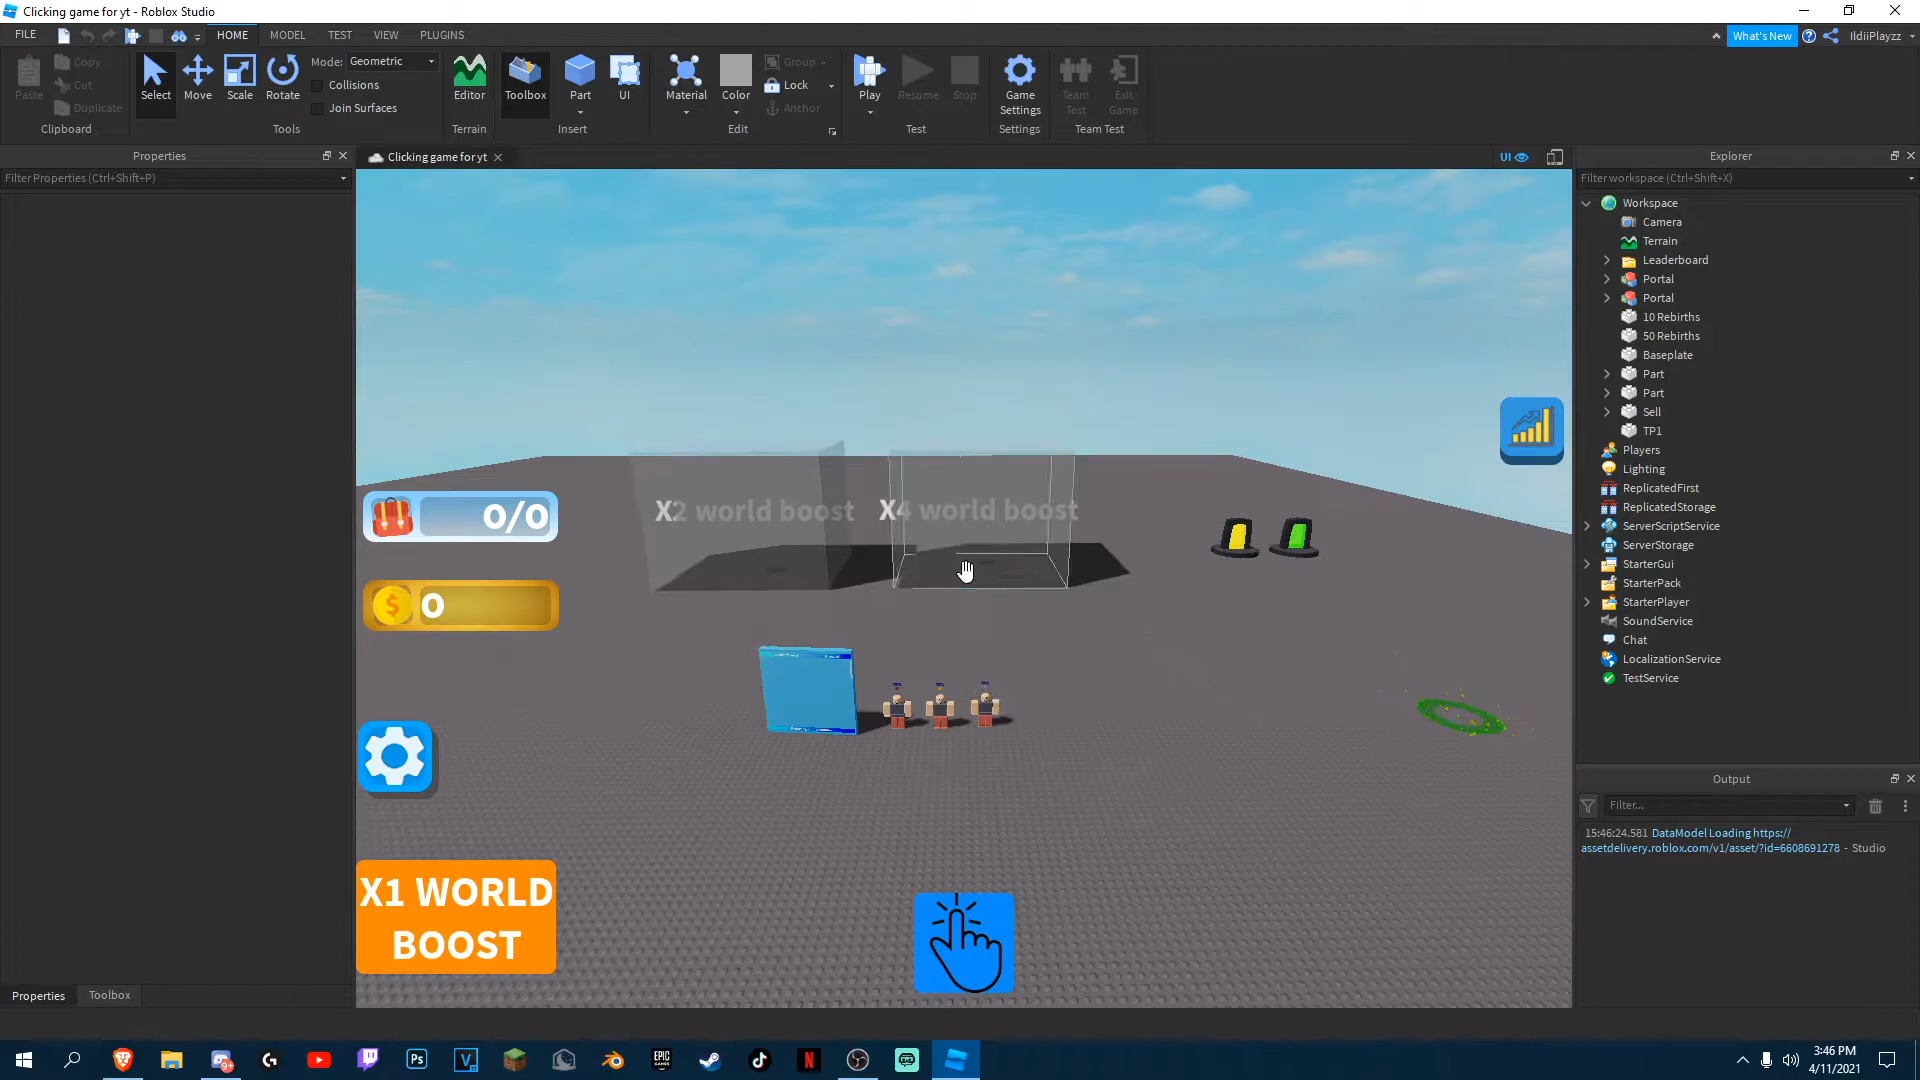 Clicking game for yt - Roblox Studio
FILE HOME MODEL TEST VIEW PLUGINS What's New IldiiPlayzz
Paste Copy Cut Duplicate
Select Move Scale Rotate
Mode: Geometric
Collisions
Join Surfaces
Editor Toolbox Part UI
Material Color Group Lock Anchor
Play Resume Stop
Game Settings
Team Test
Exit Game
Clipboard Tools Terrain Insert Edit Test Settings Team Test
Properties
Filter Properties (Ctrl+Shift+P)
Clicking game for yt
UI
Explorer
Filter workspace (Ctrl+Shift+X)
Workspace
Camera
Terrain
Leaderboard
Portal
Portal
10 Rebirths
50 Rebirths
Baseplate
Part
Part
Sell
TP1
Players
Lighting
ReplicatedFirst
ReplicatedStorage
ServerScriptService
ServerStorage
StarterGui
StarterPack
StarterPlayer
SoundService
Chat
LocalizationService
TestService
X2 world boost
X4 world boost
0/0
0
X1 WORLD
BOOST
Output
Filter...
15:46:24.581 DataModel Loading https://
assetdelivery.roblox.com/v1/asset/?id=6608691278 - Studio
Properties Toolbox
9+
Ps
V
EPIC
GAMES
N
3:46 PM
4/11/2021